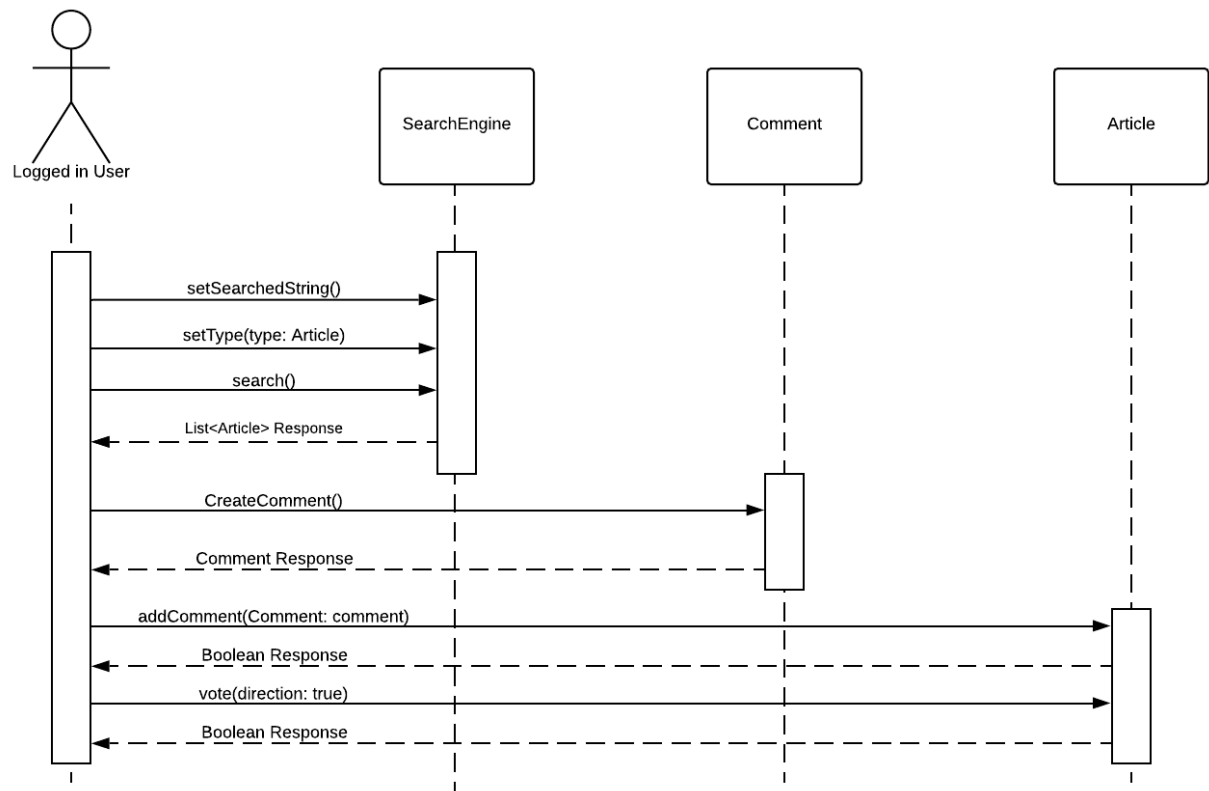 SearchEngine
Comment
Article
Logged in User
setSearchedString()
setType(type: Article)
search()
List<Article> Response
CreateComment()
Comment Response
addComment(Comment: comment)
Boolean Response
vote(direction: true)
Boolean Response